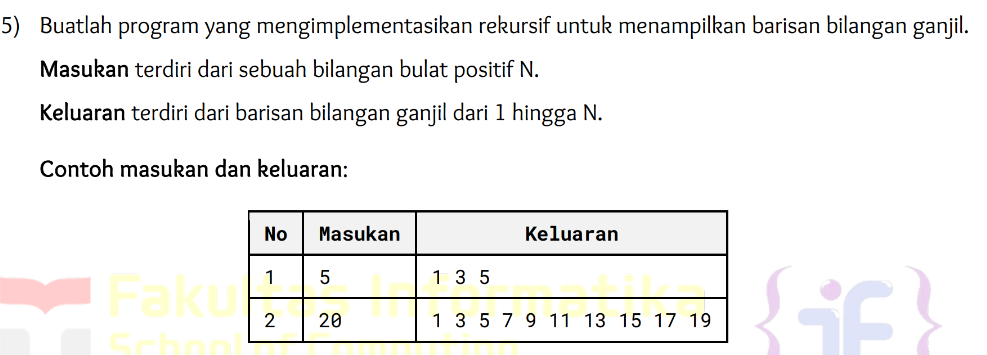 5) Buatlah program yang mengimplementasikan rekursif untuk menampilkan barisan bilangan ganjil.
Masukan terdiri dari sebuah bilangan bulat positif N.
Keluaran terdiri dari barisan bilangan ganjil dari 1 hingga N.
Contoh masukan dan keluaran:
No Masukan Keluaran
1 5 1 3 5
2 20 1 3 5 7 9 11 13 15 17 19
Fakultas Informatika
School of Computing
if